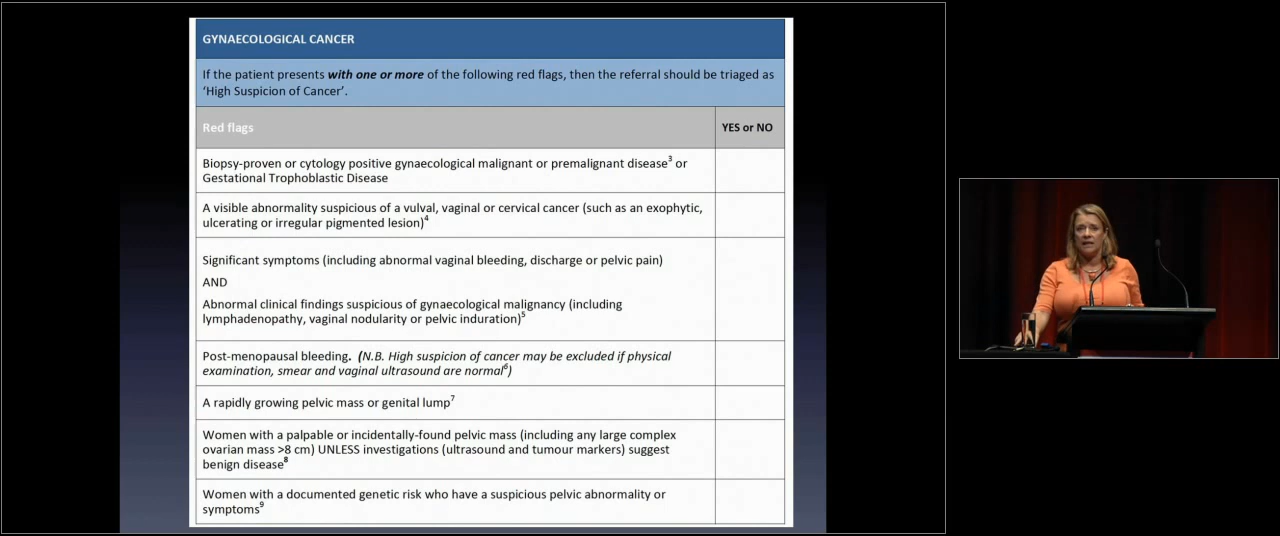 GYNAECOLOGICAL CANCER
If the patient presents with one or more of the following red flags, then the referral should be triaged as
‘High Suspicion of Cancer’.
Red flags
YES or NO
Biopsy-proven or cytology positive gynaecological malignant or premalignant disease³ or
Gestational Trophoblastic Disease
A visible abnormality suspicious of a vulval, vaginal or cervical cancer (such as an exophytic,
ulcerating or irregular pigmented lesion)⁴
Significant symptoms (including abnormal vaginal bleeding, discharge or pelvic pain)
AND
Abnormal clinical findings suspicious of gynaecological malignancy (including
lymphadenopathy, vaginal nodularity or pelvic induration)⁵
Post-menopausal bleeding. (N.B. High suspicion of cancer may be excluded if physical
examination, smear and vaginal ultrasound are normal⁶)
A rapidly growing pelvic mass or genital lump⁷
Women with a palpable or incidentally-found pelvic mass (including any large complex
ovarian mass >8 cm) UNLESS investigations (ultrasound and tumour markers) suggest
benign disease⁸
Women with a documented genetic risk who have a suspicious pelvic abnormality or
symptoms⁹